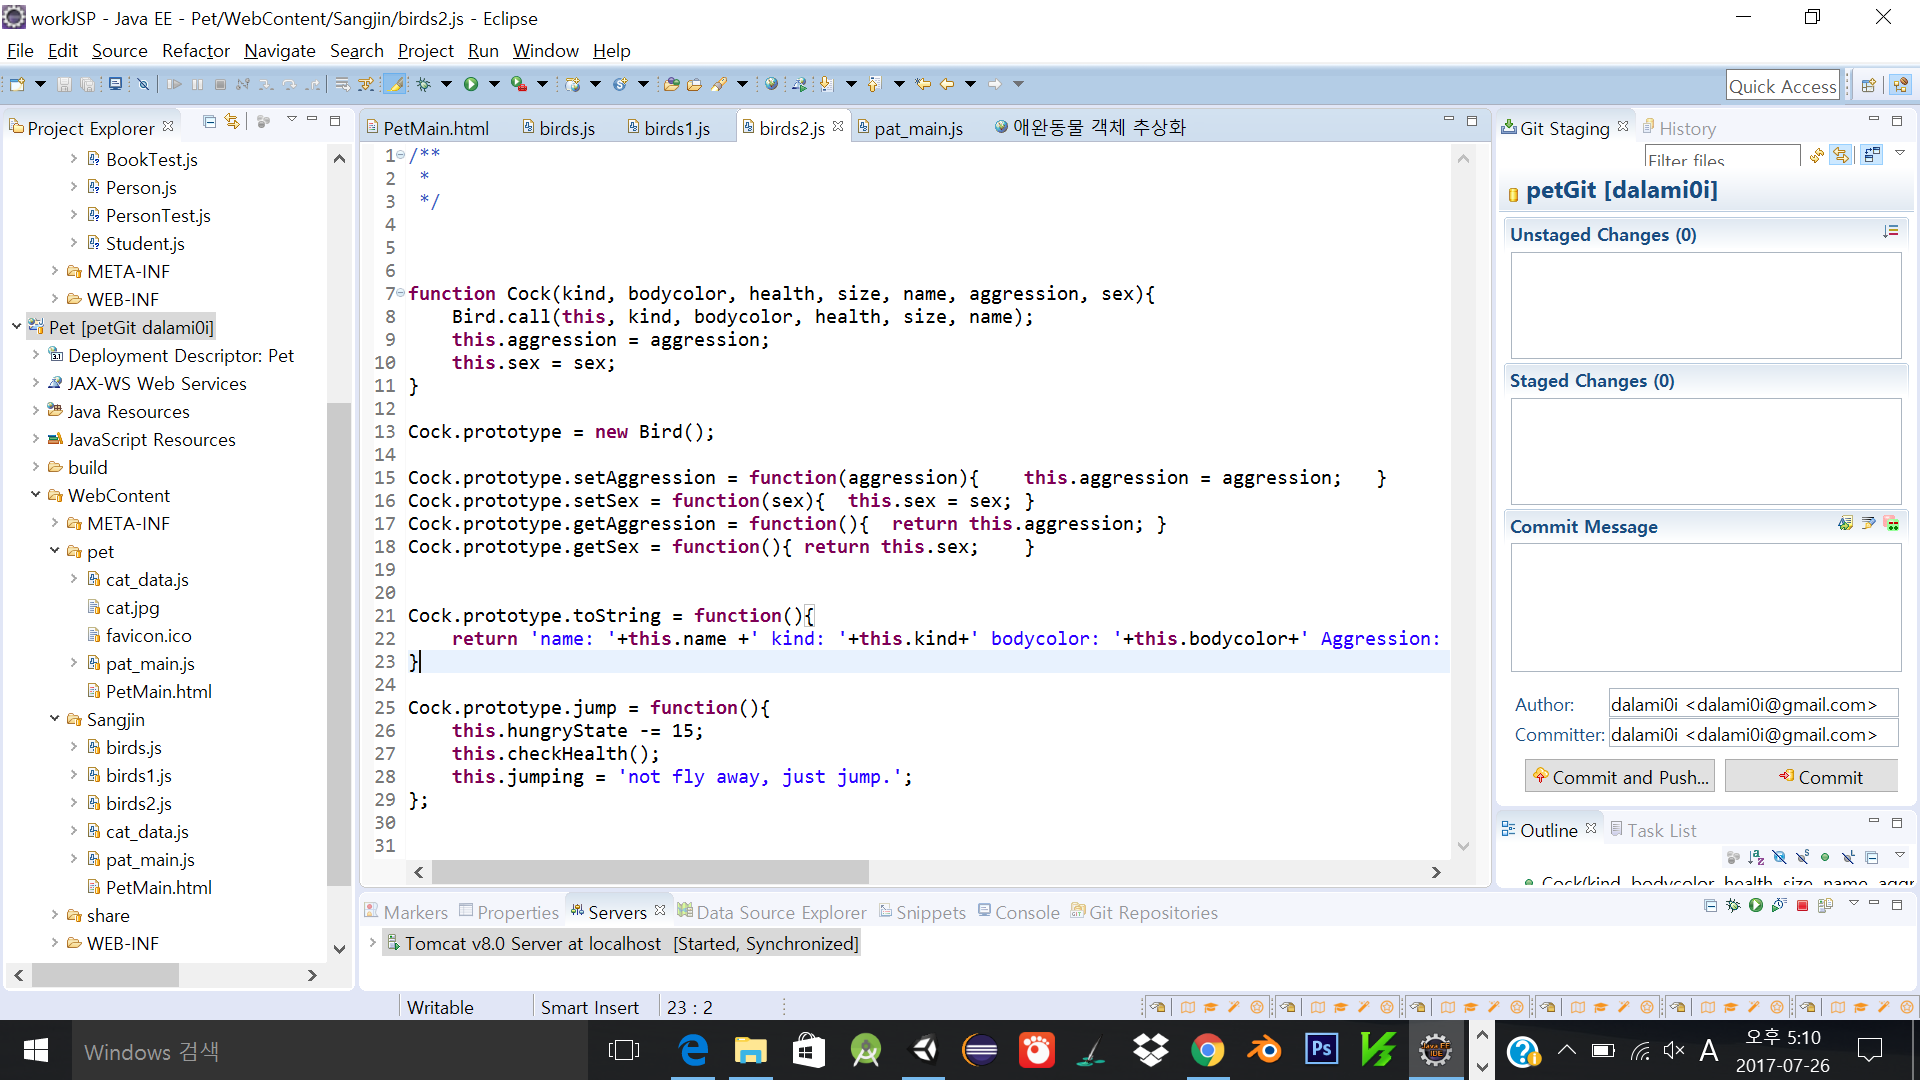 workJSP - Java EE - Pet/WebContent/Sangjin/birds2.js - Eclipse
File Edit Source Refactor Navigate Search Project Run Window Help
Quick Access
Project Explorer
BookTest.js
Person.js
PersonTest.js
Student.js
META-INF
WEB-INF
Pet [petGit dalami0i]
Deployment Descriptor: Pet
JAX-WS Web Services
Java Resources
JavaScript Resources
build
WebContent
META-INF
pet
cat_data.js
cat.jpg
favicon.ico
pat_main.js
PetMain.html
Sangjin
birds.js
birds1.js
birds2.js
cat_data.js
pat_main.js
PetMain.html
share
WEB-INF
PetMain.html birds.js birds1.js birds2.js pat_main.js 애완동물 객체 추상화
1 /**
2 *
3 */
4
5
6
7 function Cock(kind, bodycolor, health, size, name, aggression, sex){
8 Bird.call(this, kind, bodycolor, health, size, name);
9 this.aggression = aggression;
10 this.sex = sex;
11 }
12
13 Cock.prototype = new Bird();
14
15 Cock.prototype.setAggression = function(aggression){ this.aggression = aggression; }
16 Cock.prototype.setSex = function(sex){ this.sex = sex; }
17 Cock.prototype.getAggression = function(){ return this.aggression; }
18 Cock.prototype.getSex = function(){ return this.sex; }
19
20
21 Cock.prototype.toString = function(){
22 return 'name: '+this.name +' kind: '+this.kind+' bodycolor: '+this.bodycolor+' Aggression:
23 }
24
25 Cock.prototype.jump = function(){
26 this.hungryState -= 15;
27 this.checkHealth();
28 this.jumping = 'not fly away, just jump.';
29 };
30
31
Git Staging History
Filter files
petGit [dalami0i]
Unstaged Changes (0)
Staged Changes (0)
Commit Message
Author: dalami0i <dalami0i@gmail.com>
Committer: dalami0i <dalami0i@gmail.com>
Commit and Push... Commit
Outline Task List
Cock(kind, bodycolor, health, size, name, aggr
Markers Properties Servers Data Source Explorer Snippets Console Git Repositories
Tomcat v8.0 Server at localhost [Started, Synchronized]
Writable Smart Insert 23 : 2
Windows 검색
Ps
Java EE
IDE
A
오후 5:10
2017-07-26